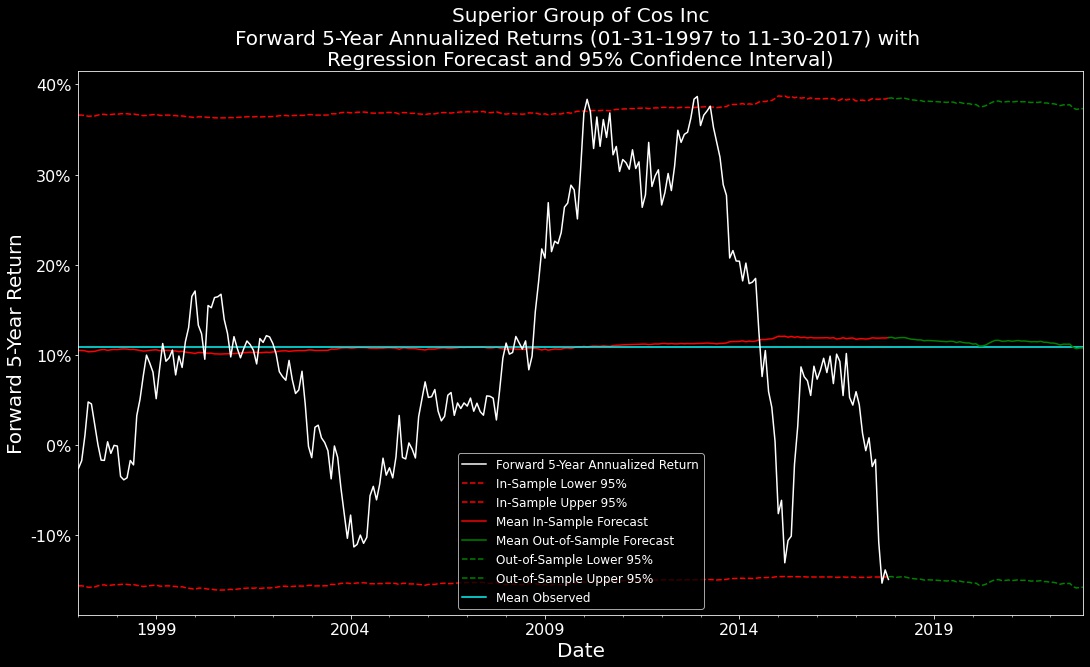 Superior Group of Cos Inc
Forward 5-Year Annualized Returns (01-31-1997 to 11-30-2017) with
Regression Forecast and 95% Confidence Interval)
Forward 5-Year Return
40%
30%
20%
10%
0%
-10%
Forward 5-Year Annualized Return
In-Sample Lower 95%
In-Sample Upper 95%
Mean In-Sample Forecast
Mean Out-of-Sample Forecast
Out-of-Sample Lower 95%
Out-of-Sample Upper 95%
Mean Observed
1999 2004 2009 2014 2019
Date